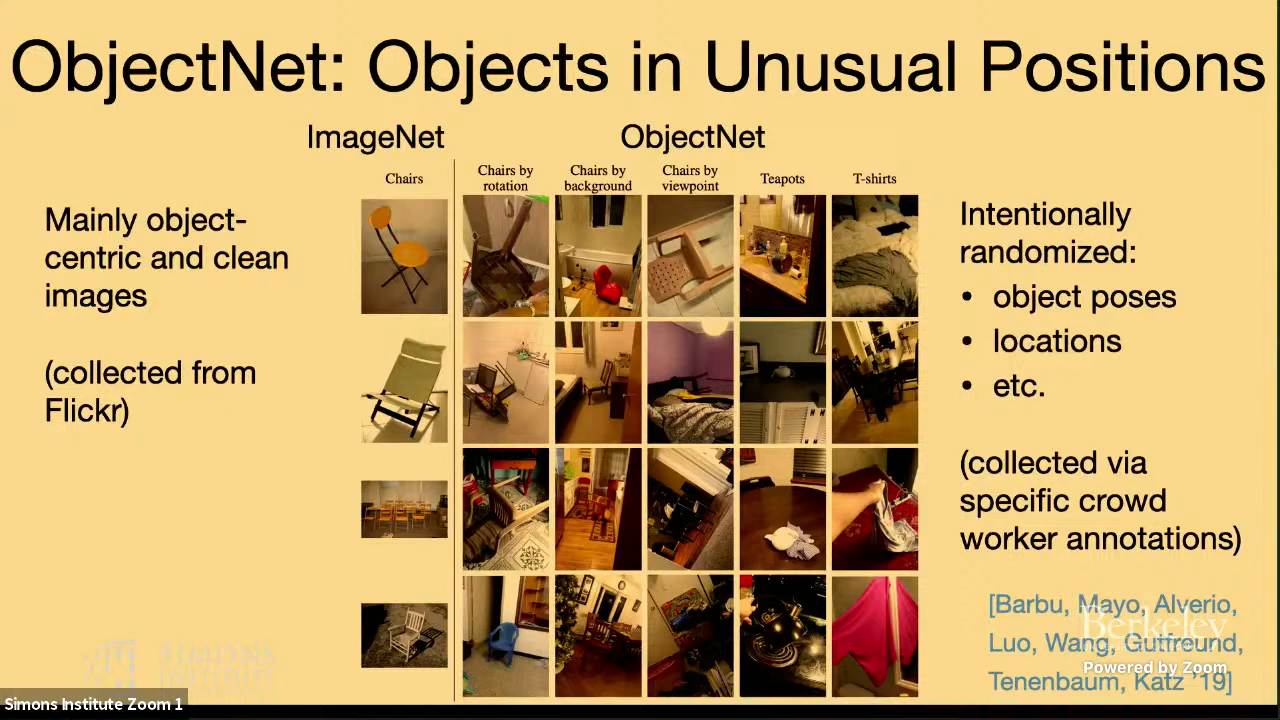 ObjectNet: Objects in Unusual Positions
ImageNet
ObjectNet
Chairs
Chairs by
rotation
Chairs by
background
Chairs by
viewpoint
Teapots
T-shirts
Mainly object-
centric and clean
images
(collected from
Flickr)
Intentionally
randomized:
• object poses
• locations
• etc.
(collected via
specific crowd
worker annotations)
[Barbu, Mayo, Alverio,
Luo, Wang, Gutfreund,
Tenenbaum, Katz '19]
Berkeley
Powered by Zoom
SIMONS
INSTITUTE
Simons Institute Zoom 1